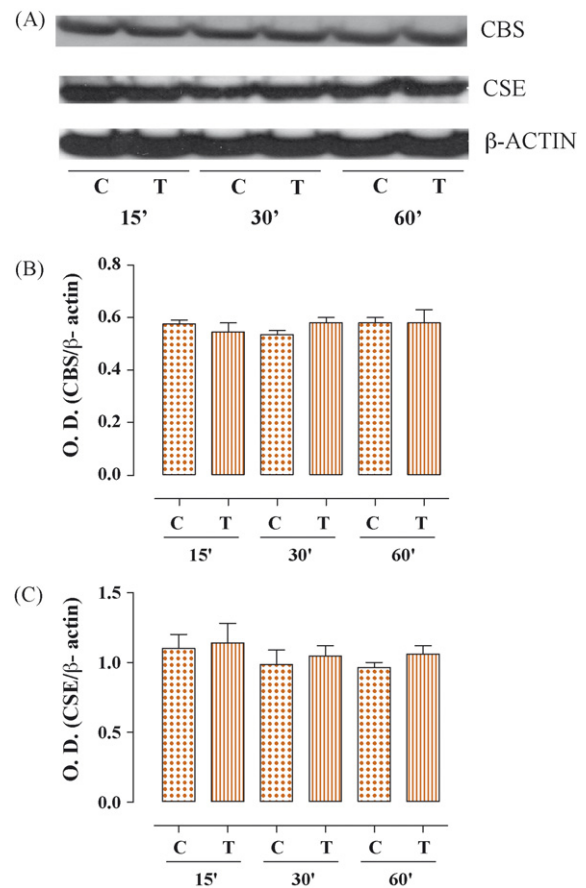 (A)
CBS
CSE
β-ACTIN
C T C T C T
15' 30' 60'
(B)
O. D. (CBS/β- actin)
0.8
0.6
0.4
0.2
0.0
C T C T C T
15' 30' 60'
(C)
O. D. (CSE/β- actin)
1.5
1.0
0.5
0.0
C T C T C T
15' 30' 60'